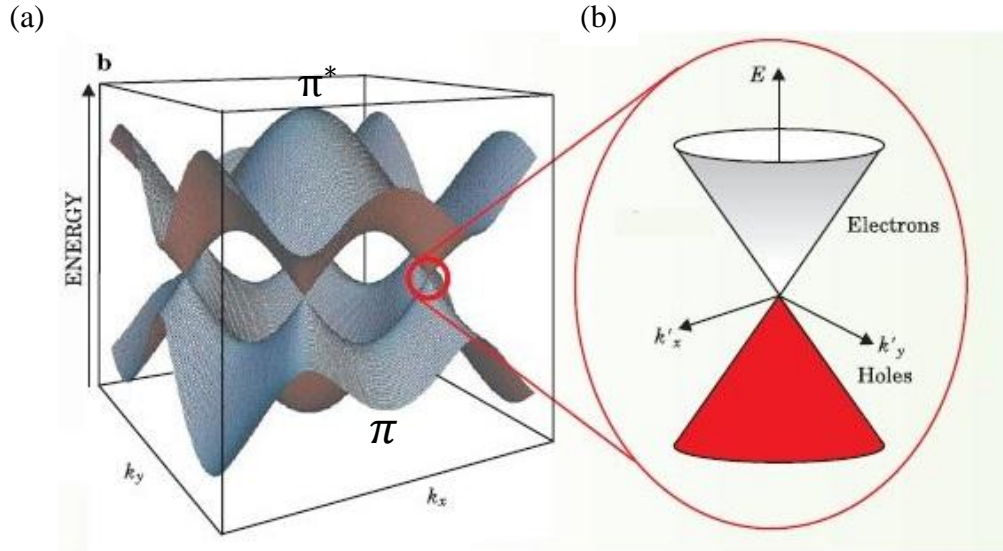 (a)
(b)
b
π*
ENERGY
π
k_y
k_x
E
Electrons
k'_x
k'_y
Holes